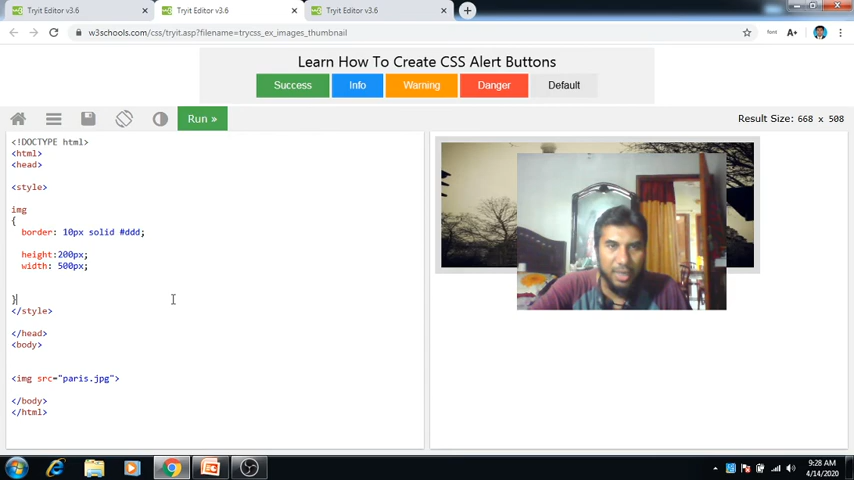 Tryit Editor v3.6
Tryit Editor v3.6
Tryit Editor v3.6
w3schools.com/css/tryit.asp?filename=trycss_ex_images_thumbnail
font
A+
Learn How To Create CSS Alert Buttons
Success Info Warning Danger Default
Run »
Result Size: 668 x 508
<!DOCTYPE html>
<html>
<head>
<style>
img
{
border: 10px solid #ddd;
height:200px;
width: 500px;
}
</style>
</head>
<body>
<img src="paris.jpg">
</body>
</html>
9:28 AM
4/14/2020